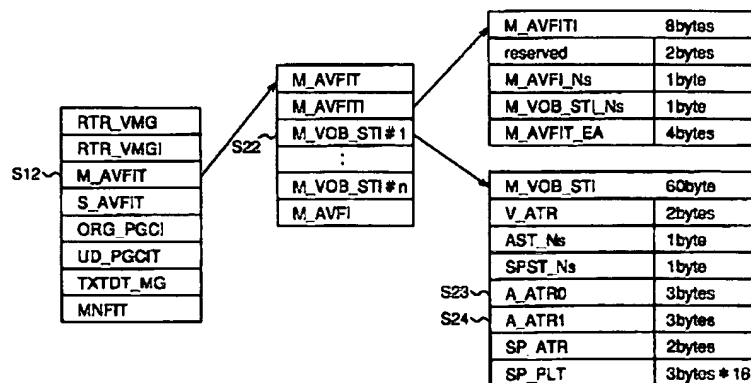 RTR_VMG
RTR_VMGI
S12
M_AVFIT
S_AVFIT
ORG_PGCI
UD_PGCIT
TXTDT_MG
MNFIT
M_AVFIT
M_AVFITI
S22
M_VOB_STI#1
:
M_VOB_STI#n
M_AVFI
M_AVFITI 8bytes
reserved 2bytes
M_AVFI_Ns 1byte
M_VOB_STI_Ns 1byte
M_AVFIT_EA 4bytes
M_VOB_STI 60byte
V_ATR 2bytes
AST_Ns 1byte
SPST_Ns 1byte
S23 A_ATR0 3bytes
S24 A_ATR1 3bytes
SP_ATR 2bytes
SP_PLT 3bytes*16